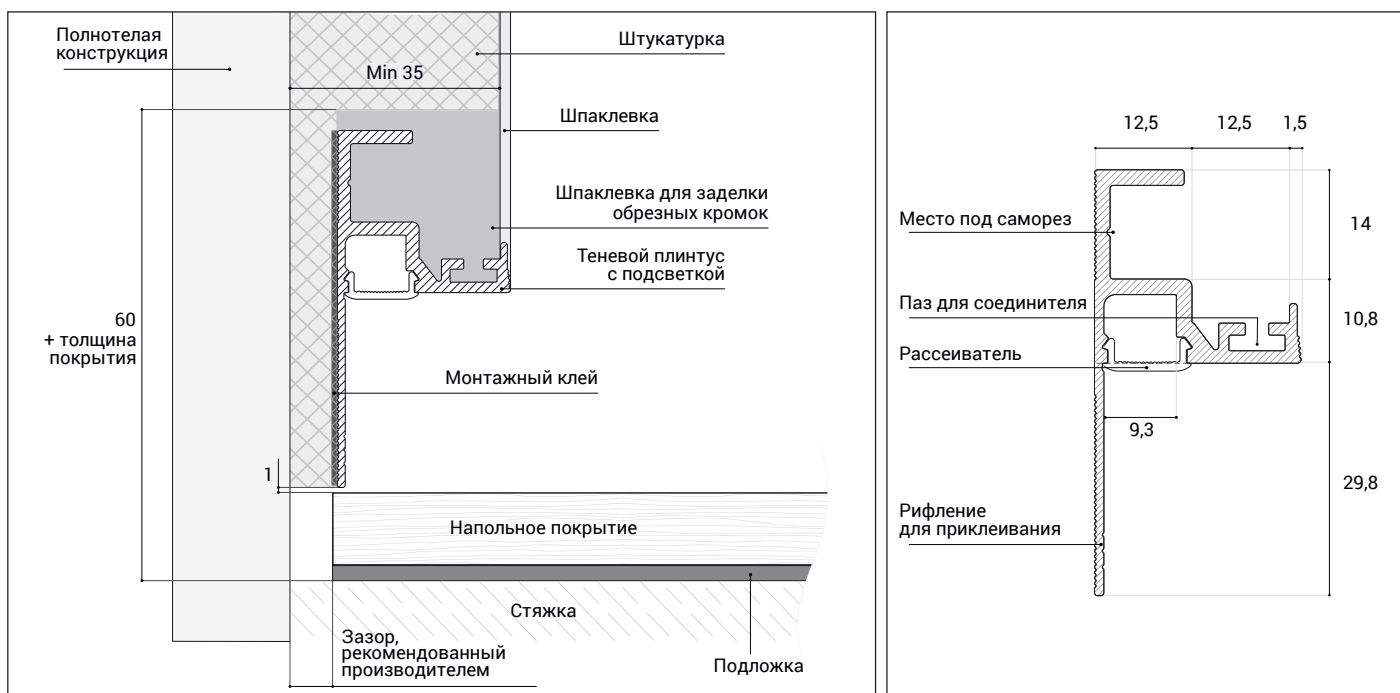 Полнотелая
конструкция
Штукатурка
Min 35
Шпаклевка
Шпаклевка для заделки
обрезных кромок
Теневой плинтус
с подсветкой
60
+ толщина
покрытия
Монтажный клей
1
Напольное покрытие
Стяжка
Зазор,
рекомендованный
производителем
Подложка
12,5
12,5
1,5
Место под саморез
14
Паз для соединителя
10,8
Рассеиватель
9,3
29,8
Рифление
для приклеивания